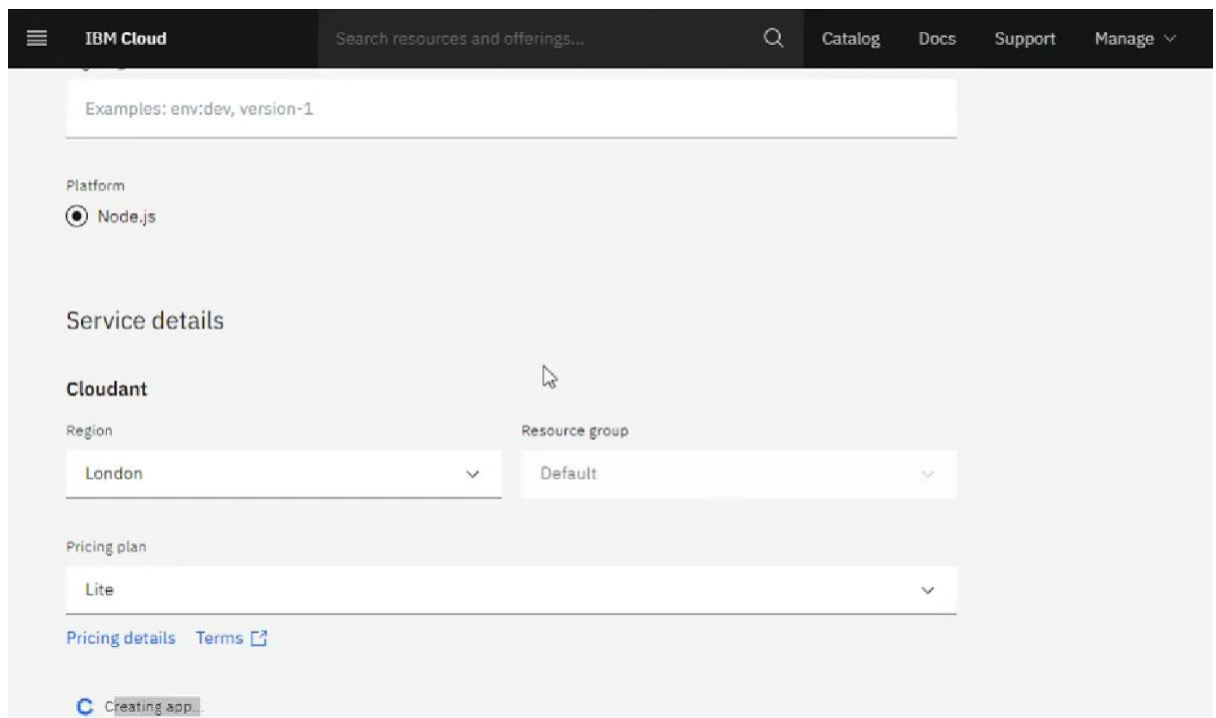 IBM Cloud Search resources and offerings... Catalog Docs Support Manage
Examples: env:dev, version-1
Platform
Node.js
Service details
Cloudant
Region Resource group
London Default
Pricing plan
Lite
Pricing details Terms
Creating app...